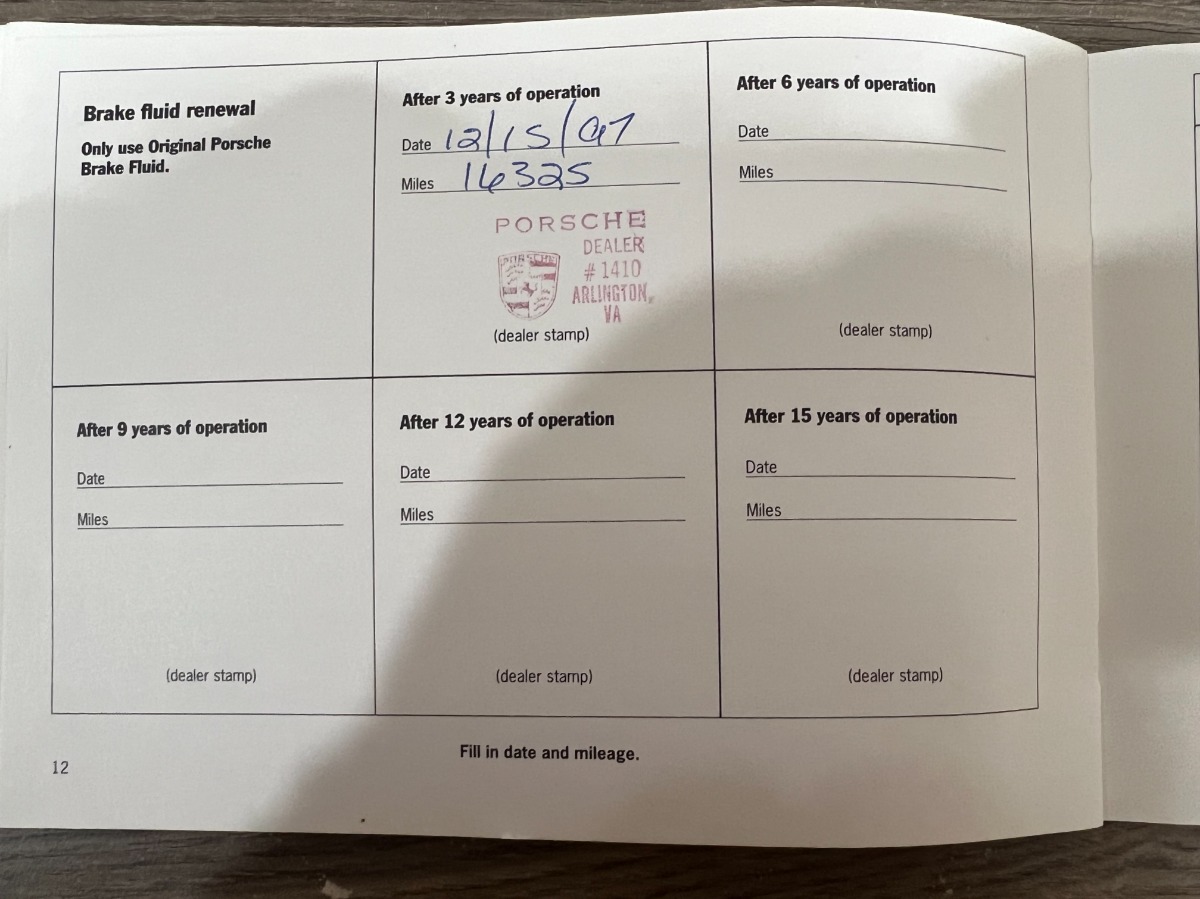 Brake fluid renewal
Only use Original Porsche
Brake Fluid.
After 3 years of operation
Date 12/15/97
Miles 16325
PORSCHE
PORSCHE
DEALER
# 1410
ARLINGTON,
VA
(dealer stamp)
After 6 years of operation
Date
Miles
(dealer stamp)
After 9 years of operation
Date
Miles
(dealer stamp)
After 12 years of operation
Date
Miles
(dealer stamp)
After 15 years of operation
Date
Miles
(dealer stamp)
Fill in date and mileage.
12